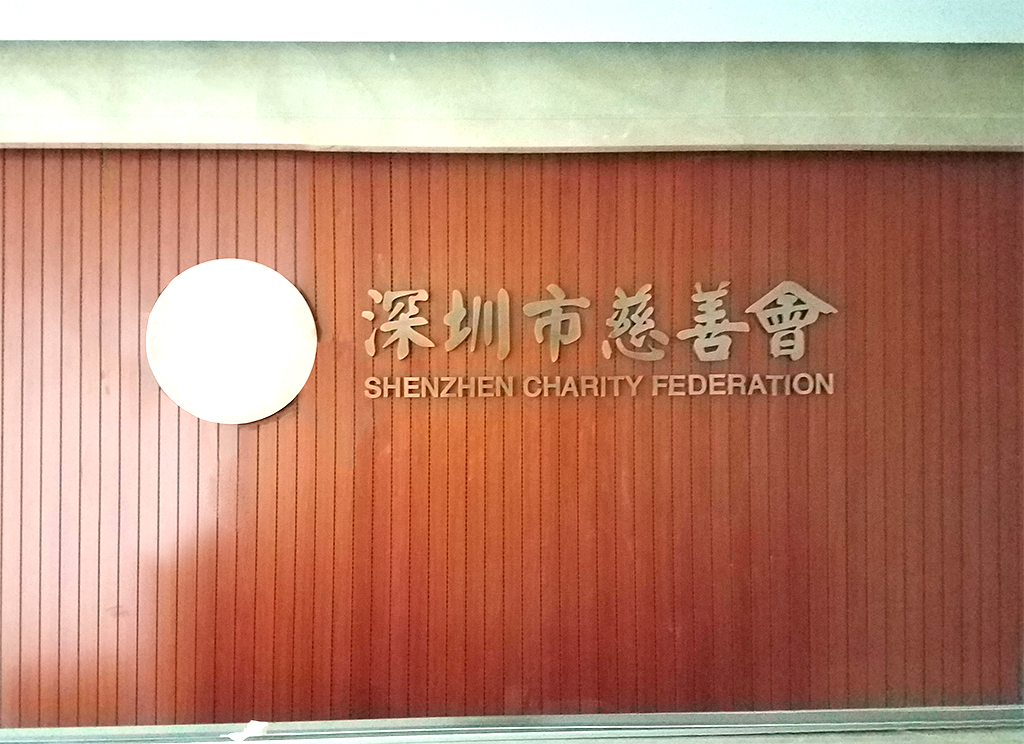 深圳市慈善會
SHENZHEN CHARITY FEDERATION